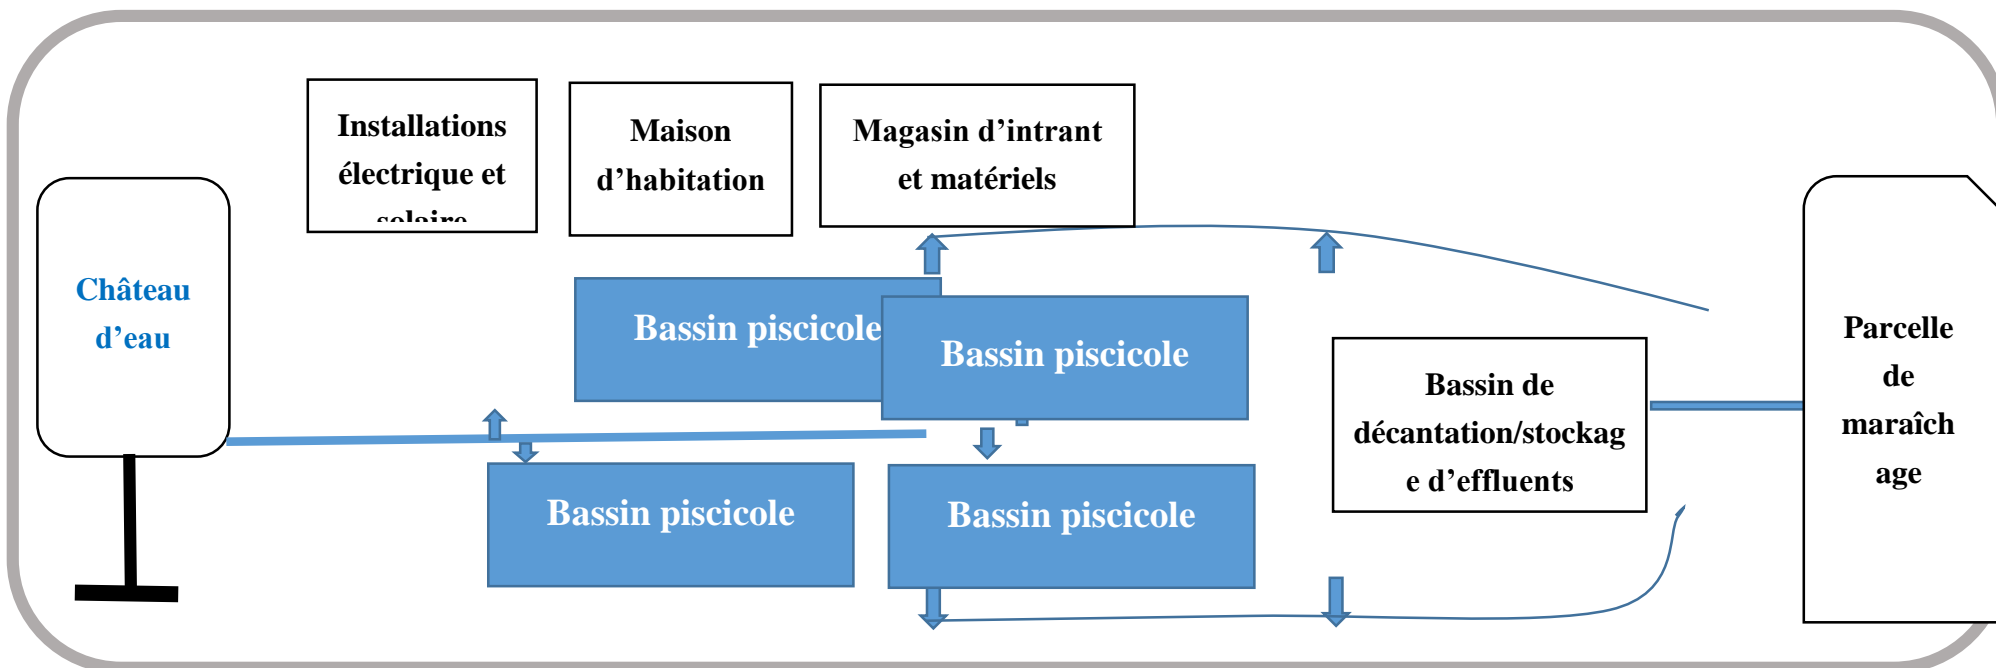 Installations
électrique et
solaire
Maison
d’habitation
Magasin d’intrant
et matériels
Château
d’eau
Bassin piscicole
Bassin piscicole
Bassin piscicole
Bassin piscicole
Bassin de
décantation/stockag
e d’effluents
Parcelle
de
maraîch
age